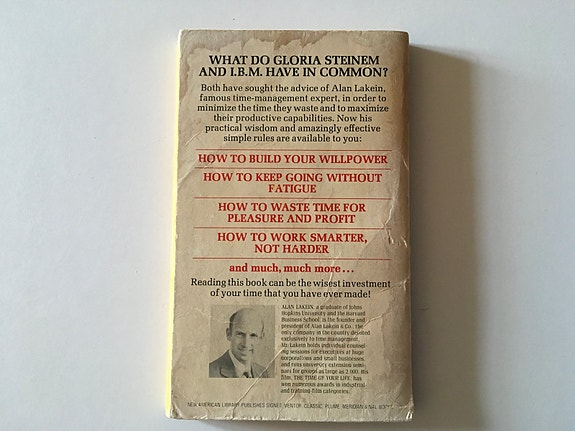 WHAT DO GLORIA STEINEM
AND I.B.M. HAVE IN COMMON?
Both have sought the advice of Alan Lakein,
famous time-management expert, in order to
minimize the time they waste and to maximize
their productive capabilities. Now his
practical wisdom and amazingly effective
simple rules are available to you:
HOW TO BUILD YOUR WILLPOWER
HOW TO KEEP GOING WITHOUT
FATIGUE
HOW TO WASTE TIME FOR
PLEASURE AND PROFIT
HOW TO WORK SMARTER,
NOT HARDER
and much, much more...
Reading this book can be the wisest investment
of your time that you have ever made!
ALAN LAKEIN, a graduate of Johns
Hopkins University and the Harvard
Business School, is the founder and
president of Alan Lakein & Co., the
only company in the country devoted
exclusively to time management.
Mr. Lakein holds individual counsel-
ing sessions for executives at huge
corporations and small businesses
and runs university extension semi-
nars for groups as large as 2,000. His
film, THE TIME OF YOUR LIFE, has
won numerous awards in industrial
and training-film categories.
NEW AMERICAN LIBRARY PUBLISHES SIGNET, MENTOR, CLASSIC, PLUME, MERIDIAN & NAL BOOKS